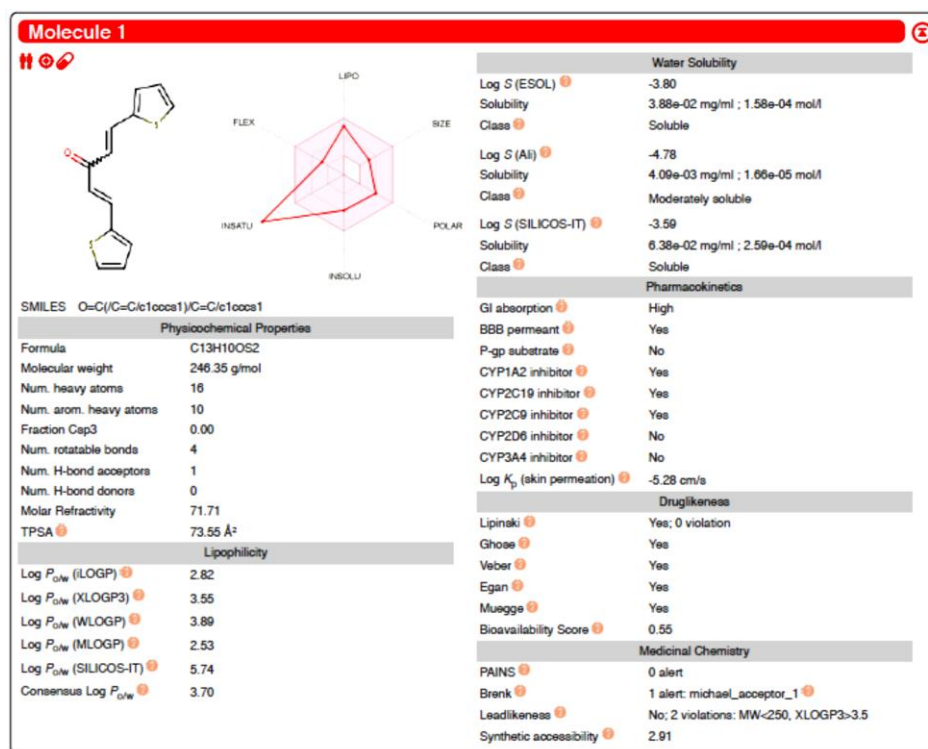 Molecule 1
LIPO
FLEX
SIZE
INSATU
POLAR
INSOLU
O
S
S
SMILES O=C(/C=C/c1cccs1)/C=C/c1cccs1
Physicochemical Properties
Formula C13H10OS2
Molecular weight 246.35 g/mol
Num. heavy atoms 16
Num. arom. heavy atoms 10
Fraction Csp3 0.00
Num. rotatable bonds 4
Num. H-bond acceptors 1
Num. H-bond donors 0
Molar Refractivity 71.71
TPSA 73.55 Å²
Lipophilicity
Log Po/w (iLOGP) 2.82
Log Po/w (XLOGP3) 3.55
Log Po/w (WLOGP) 3.89
Log Po/w (MLOGP) 2.53
Log Po/w (SILICOS-IT) 5.74
Consensus Log Po/w 3.70
Water Solubility
Log S (ESOL) -3.80
Solubility 3.88e-02 mg/ml ; 1.58e-04 mol/l
Class Soluble
Log S (Ali) -4.78
Solubility 4.09e-03 mg/ml ; 1.66e-05 mol/l
Class Moderately soluble
Log S (SILICOS-IT) -3.59
Solubility 6.38e-02 mg/ml ; 2.59e-04 mol/l
Class Soluble
Pharmacokinetics
GI absorption High
BBB permeant Yes
P-gp substrate No
CYP1A2 inhibitor Yes
CYP2C19 inhibitor Yes
CYP2C9 inhibitor Yes
CYP2D6 inhibitor No
CYP3A4 inhibitor No
Log Kp (skin permeation) -5.28 cm/s
Druglikeness
Lipinski Yes; 0 violation
Ghose Yes
Veber Yes
Egan Yes
Muegge Yes
Bioavailability Score 0.55
Medicinal Chemistry
PAINS 0 alert
Brenk 1 alert: michael_acceptor_1
Leadlikeness No; 2 violations: MW<250, XLOGP3>3.5
Synthetic accessibility 2.91